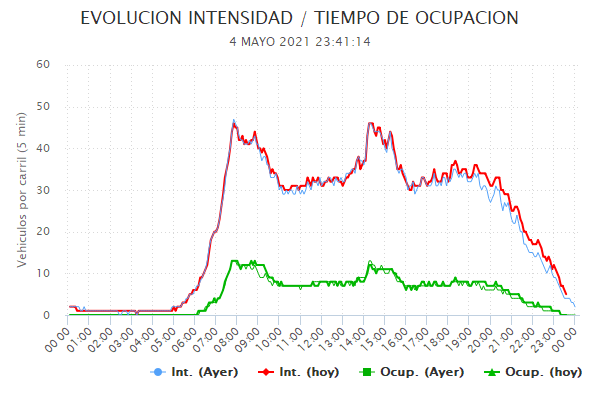 EVOLUCION INTENSIDAD / TIEMPO DE OCUPACION
4 MAYO 2021 23:41:14
Vehiculos por carril (5 min)
60
50
40
30
20
10
0
00:00 01:00 02:00 03:00 04:00 05:00 06:00 07:00 08:00 09:00 10:00 11:00 12:00 13:00 14:00 15:00 16:00 17:00 18:00 19:00 20:00 21:00 22:00 23:00 00:00
Int. (Ayer) Int. (hoy) Ocup. (Ayer) Ocup. (hoy)